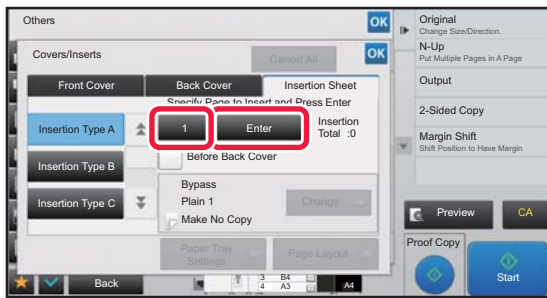 Others
OK
Covers/Inserts
Cancel All
OK
Front Cover
Back Cover
Insertion Sheet
Specify Page to Insert and Press Enter
Insertion Type A
1
Enter
Insertion
Total :0
Before Back Cover
Insertion Type B
Bypass
Plain 1
Change
Make No Copy
Insertion Type C
Paper Tray
Settings
Page Layout
Back
3 B4
4 A3
A4
Original
Change Size/Direction.
N-Up
Put Multiple Pages in A Page
Output
2-Sided Copy
Margin Shift
Shift Position to Have Margin
Preview
CA
Proof Copy
Start